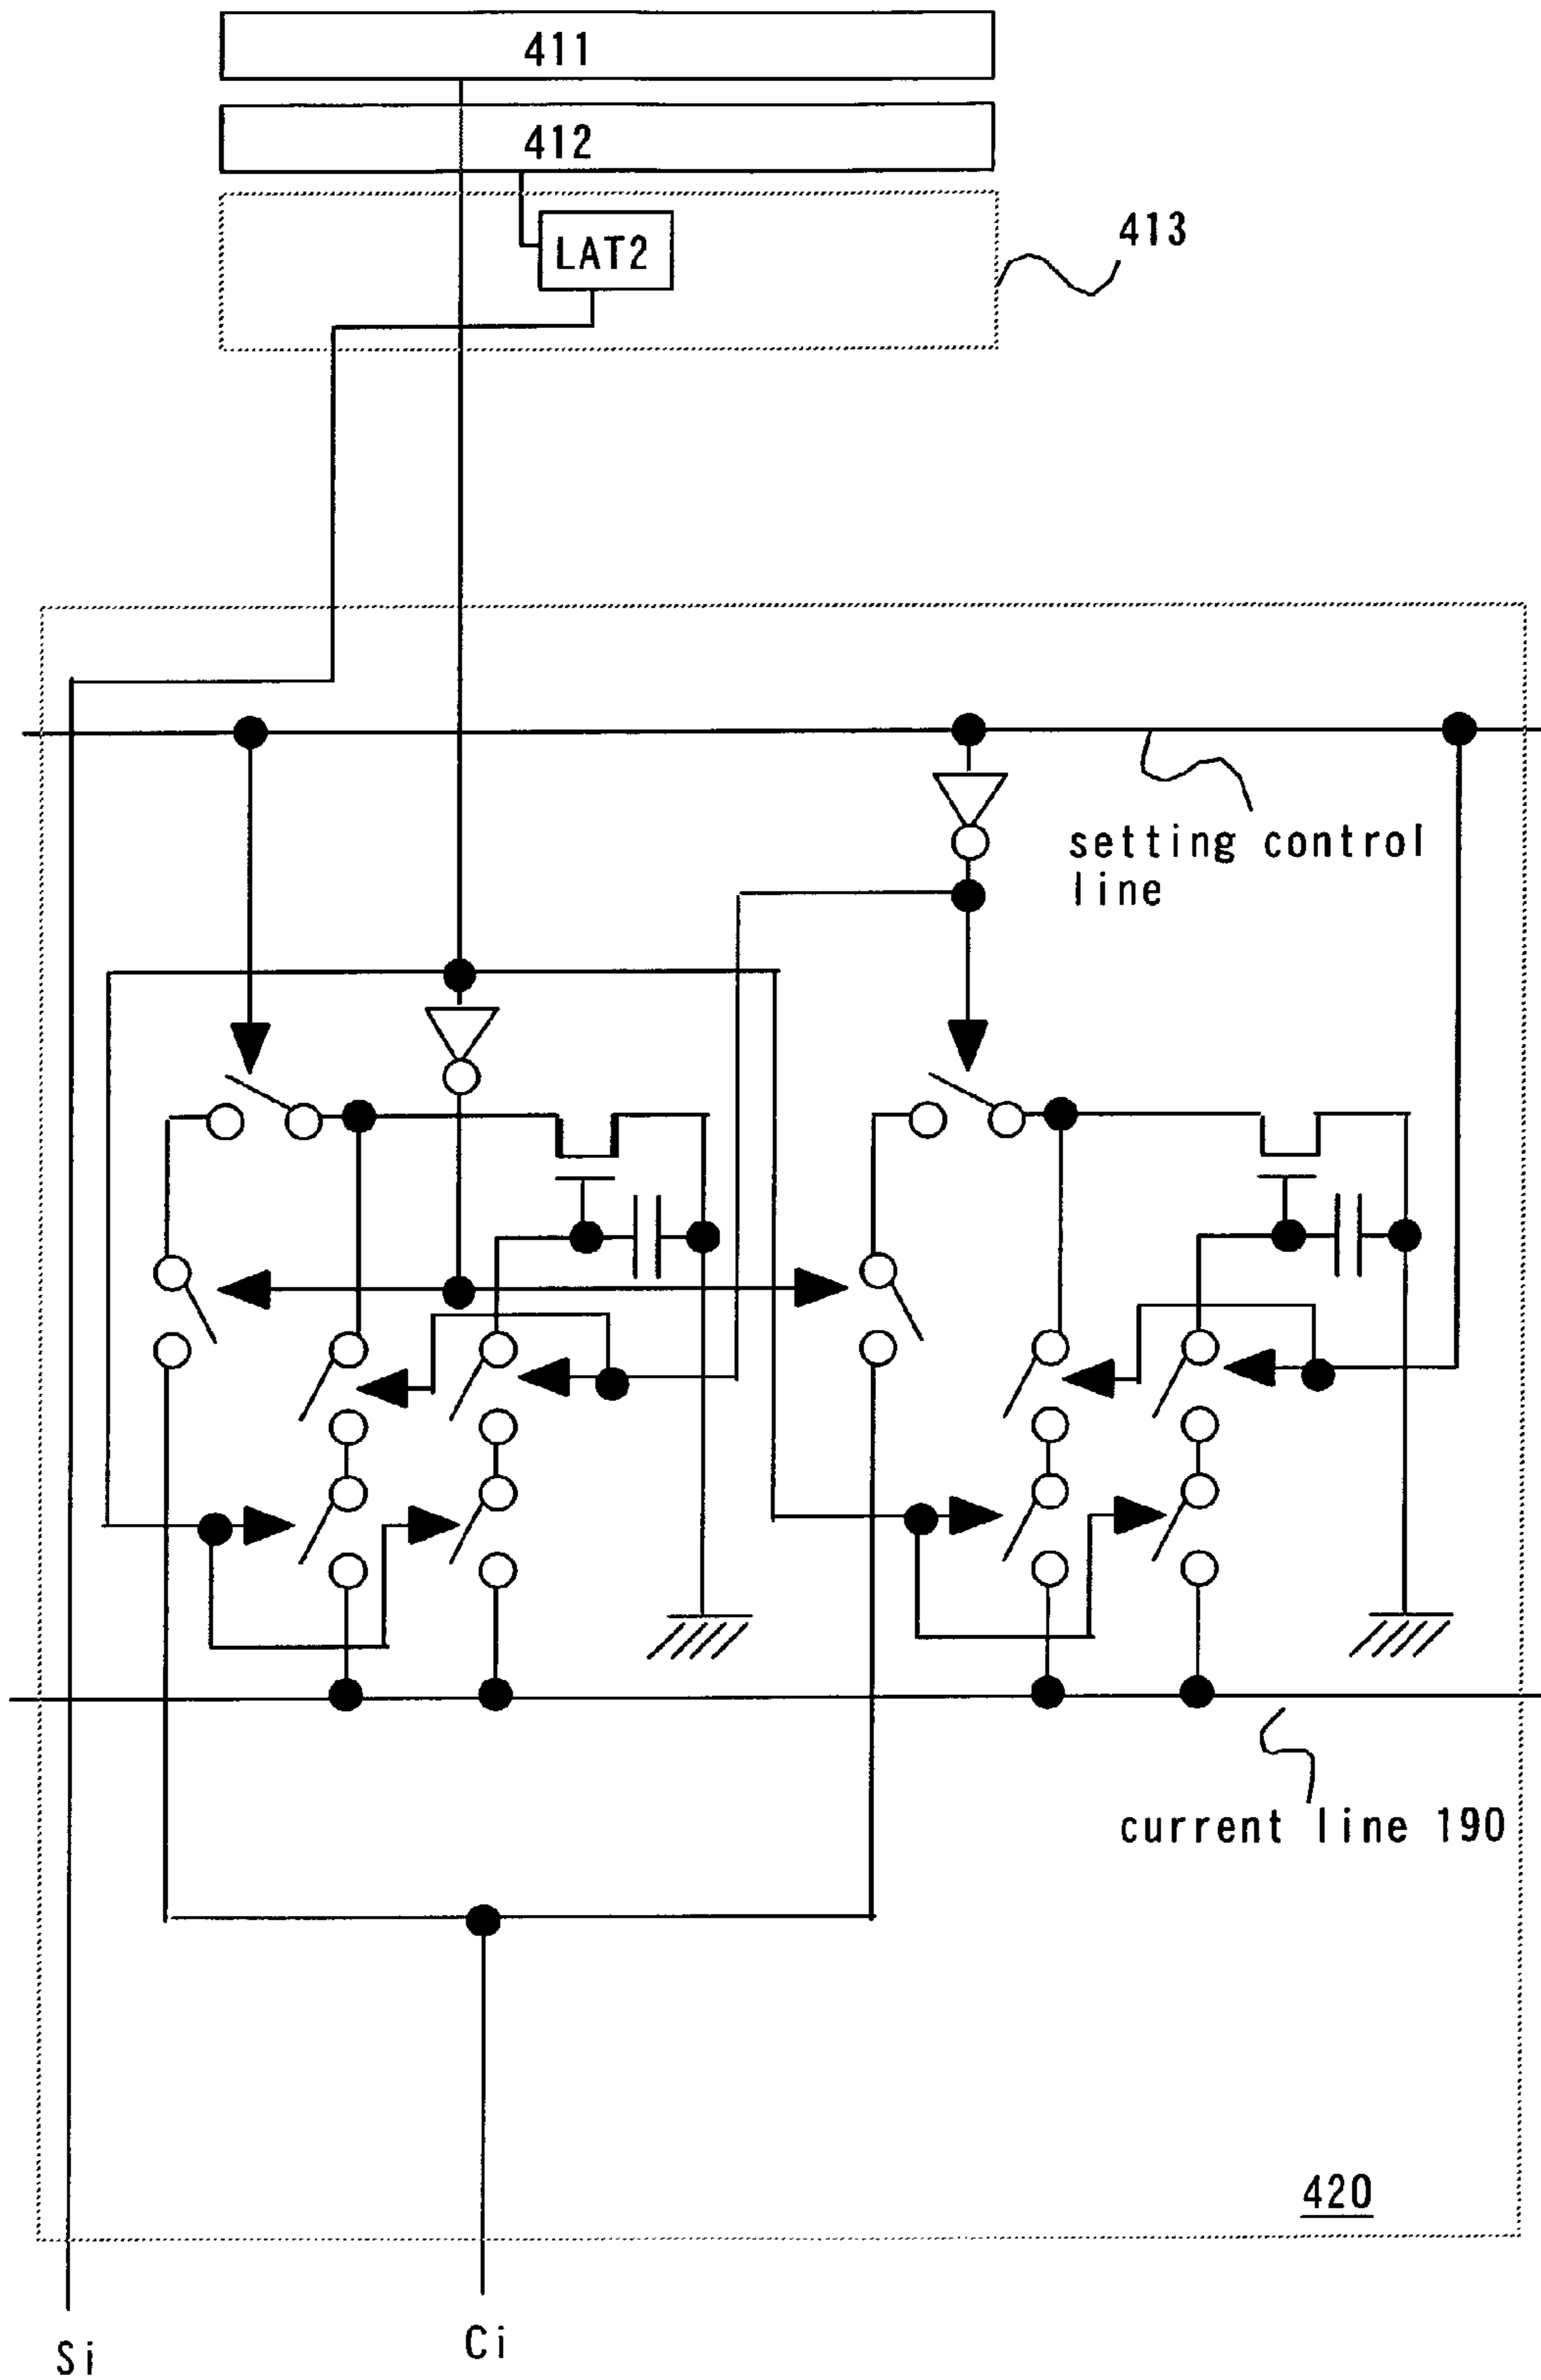 411
412
LAT2
413
setting control
line
current line 190
420
Si
Ci